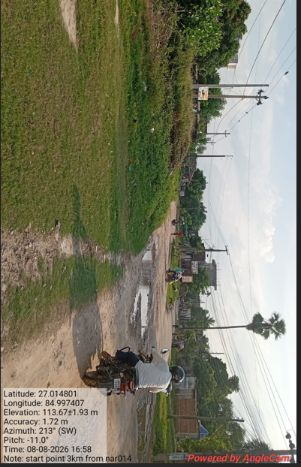 Latitude: 27.014801
Longitude: 84.997407
Elevation: 113.67±1.93 m
Accuracy: 1.72 m
Azimuth: 213° (SW)
Pitch: -11.0°
Time: 08-08-2026 16:58
Note: start point 3km from nar014
Powered by AngleCam